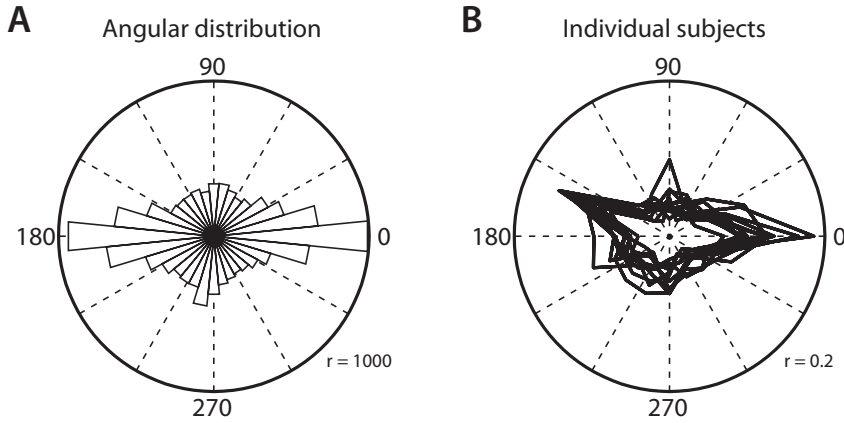 A
Angular distribution
90
180
0
270
r = 1000
B
Individual subjects
90
180
0
270
r = 0.2